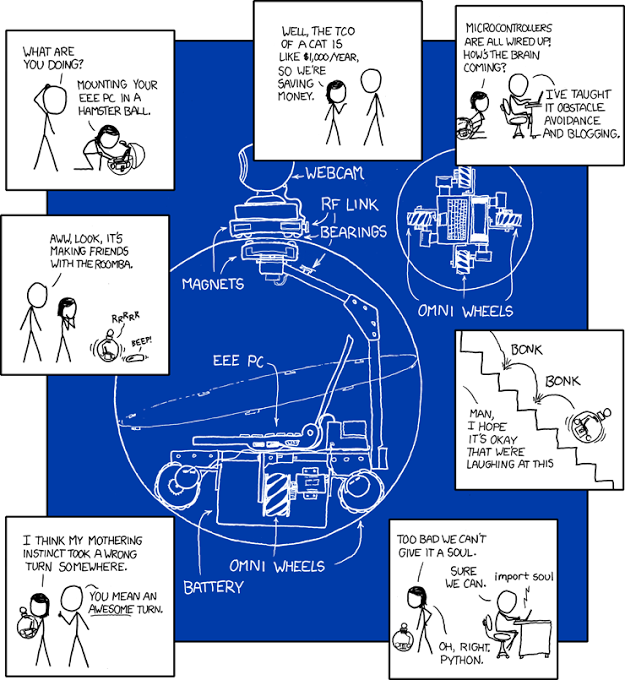 WHAT ARE
YOU DOING?
MOUNTING YOUR
EEE PC IN A
HAMSTER BALL.
WELL, THE TCO
OF A CAT IS
LIKE $1,000/YEAR,
SO WE'RE
SAVING
MONEY.
MICROCONTROLLERS
ARE ALL WIRED UP.
HOW'S THE BRAIN
COMING?
I'VE TAUGHT
IT OBSTACLE
AVOIDANCE
AND BLOGGING.
WEBCAM
RF LINK
BEARINGS
MAGNETS
OMNI WHEELS
AWW, LOOK, IT'S
MAKING FRIENDS
WITH THE ROOMBA.
RRRRR
BEEP!
EEE PC
BONK
BONK
MAN,
I HOPE
IT'S OKAY
THAT WE'RE
LAUGHING AT THIS
OMNI WHEELS
BATTERY
I THINK MY MOTHERING
INSTINCT TOOK A WRONG
TURN SOMEWHERE.
YOU MEAN AN
AWESOME TURN.
TOO BAD WE CAN'T
GIVE IT A SOUL.
SURE
WE CAN.
import soul
OH, RIGHT.
PYTHON.